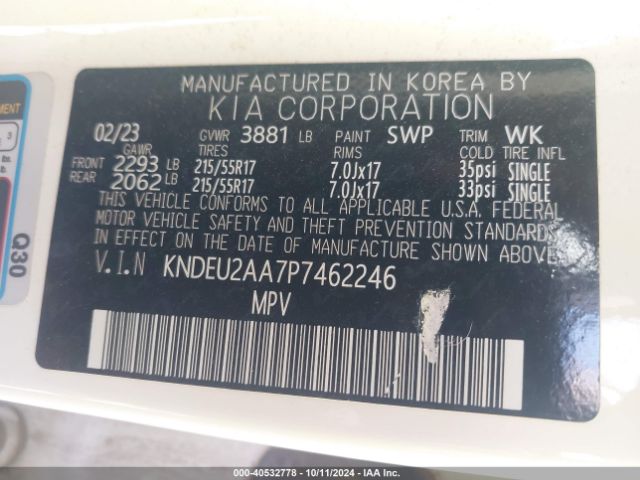 MANUFACTURED IN KOREA BY
KIA CORPORATION
02/23 GVWR 3881 LB PAINT SWP TRIM WK
GAWR TIRES RIMS COLD TIRE INFL
FRONT 2293 LB 215/55R17 7.0Jx17 35psi SINGLE
REAR 2062 LB 215/55R17 7.0Jx17 33psi SINGLE
THIS VEHICLE CONFORMS TO ALL APPLICABLE U.S.A. FEDERAL
MOTOR VEHICLE SAFETY AND THEFT PREVENTION STANDARDS
IN EFFECT ON THE DATE OF MANUFACTURE SHOWN ABOVE
V.I.N KNDEU2AA7P7462246
MPV
Q30
3
000-40532778 - 10/11/2024 - IAA Inc.